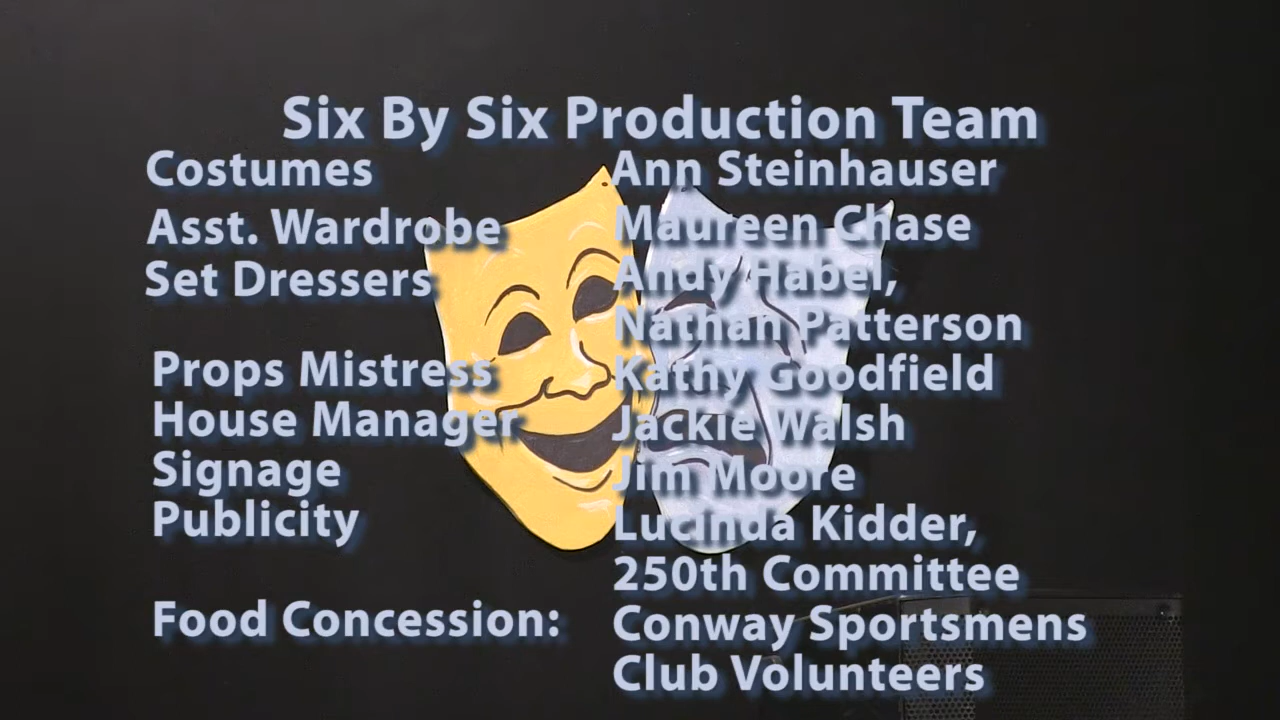 Six By Six Production Team
Costumes Ann Steinhauser
Asst. Wardrobe Maureen Chase
Set Dressers Andy Habel,
Nathan Patterson
Props Mistress Kathy Goodfield
House Manager Jackie Walsh
Signage Jim Moore
Publicity Lucinda Kidder,
250th Committee
Food Concession: Conway Sportsmens
Club Volunteers